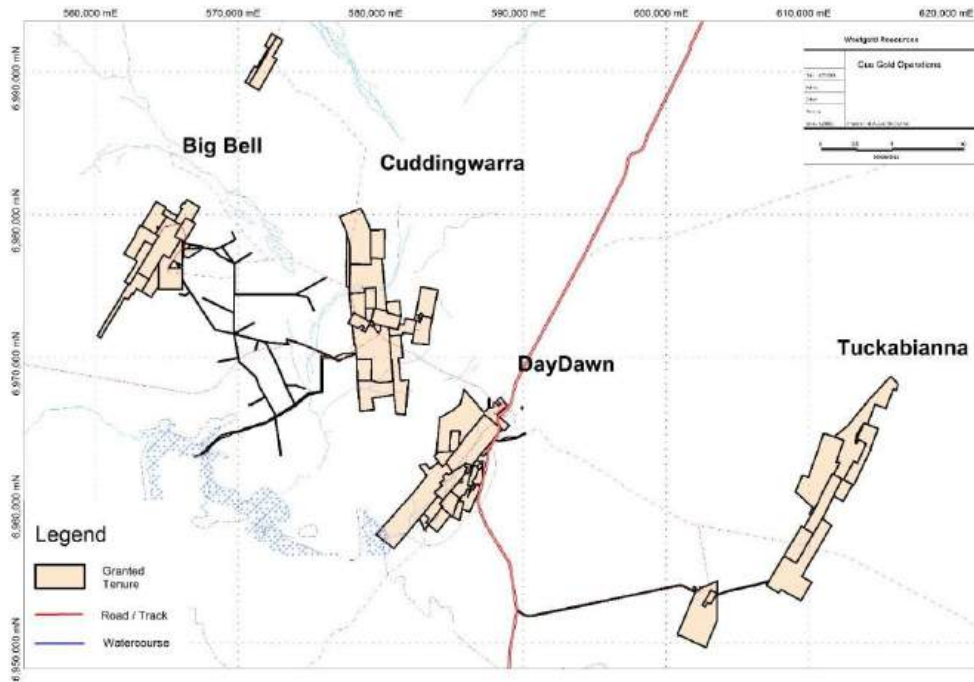 560,000 mE
570,000 mE
580,000 mE
590,000 mE
600,000 mE
610,000 mE
620,000 mE
6,990,000 mN
6,980,000 mN
6,970,000 mN
6,960,000 mN
6,950,000 mN
Westgold Resources
Cue Gold Operations
Big Bell
Cuddingwarra
DayDawn
Tuckabianna
Legend
Granted
Tenure
Road / Track
Watercourse